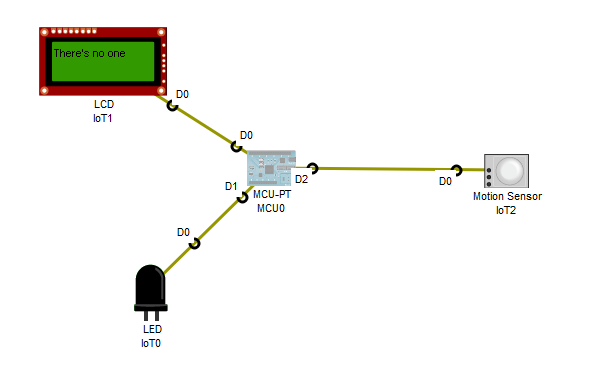 There's no one
D0
LCD
IoT1
D0
D1
D2
D0
MCU-PT
MCU0
Motion Sensor
IoT2
D0
LED
IoT0